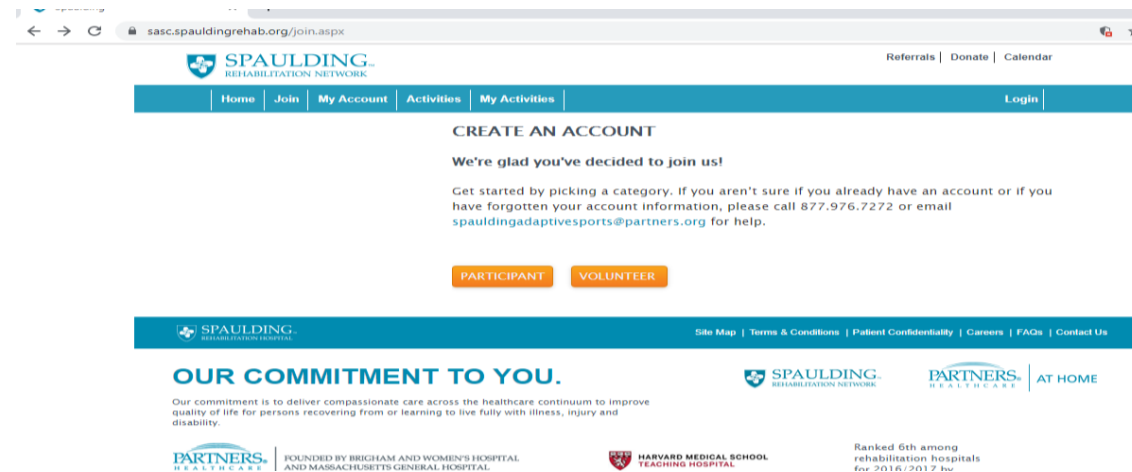 sasc.spauldingrehab.org/join.aspx
SPAULDING
REHABILITATION NETWORK
Referrals | Donate | Calendar
Home | Join | My Account | Activities | My Activities | Login
CREATE AN ACCOUNT
We're glad you've decided to join us!
Get started by picking a category. If you aren't sure if you already have an account or if you
have forgotten your account information, please call 877.976.7272 or email
spauldingadaptivesports@partners.org for help.
PARTICIPANT VOLUNTEER
SPAULDING
REHABILITATION HOSPITAL
Site Map | Terms & Conditions | Patient Confidentiality | Careers | FAQs | Contact Us
OUR COMMITMENT TO YOU.
Our commitment is to deliver compassionate care across the healthcare continuum to improve
quality of life for persons recovering from or learning to live fully with illness, injury and
disability.
SPAULDING
REHABILITATION NETWORK
PARTNERS
HEALTHCARE
AT HOME
PARTNERS
HEALTHCARE
FOUNDED BY BRIGHAM AND WOMEN'S HOSPITAL
AND MASSACHUSETTS GENERAL HOSPITAL
HARVARD MEDICAL SCHOOL
TEACHING HOSPITAL
Ranked 6th among
rehabilitation hospitals
for 2016/2017 by